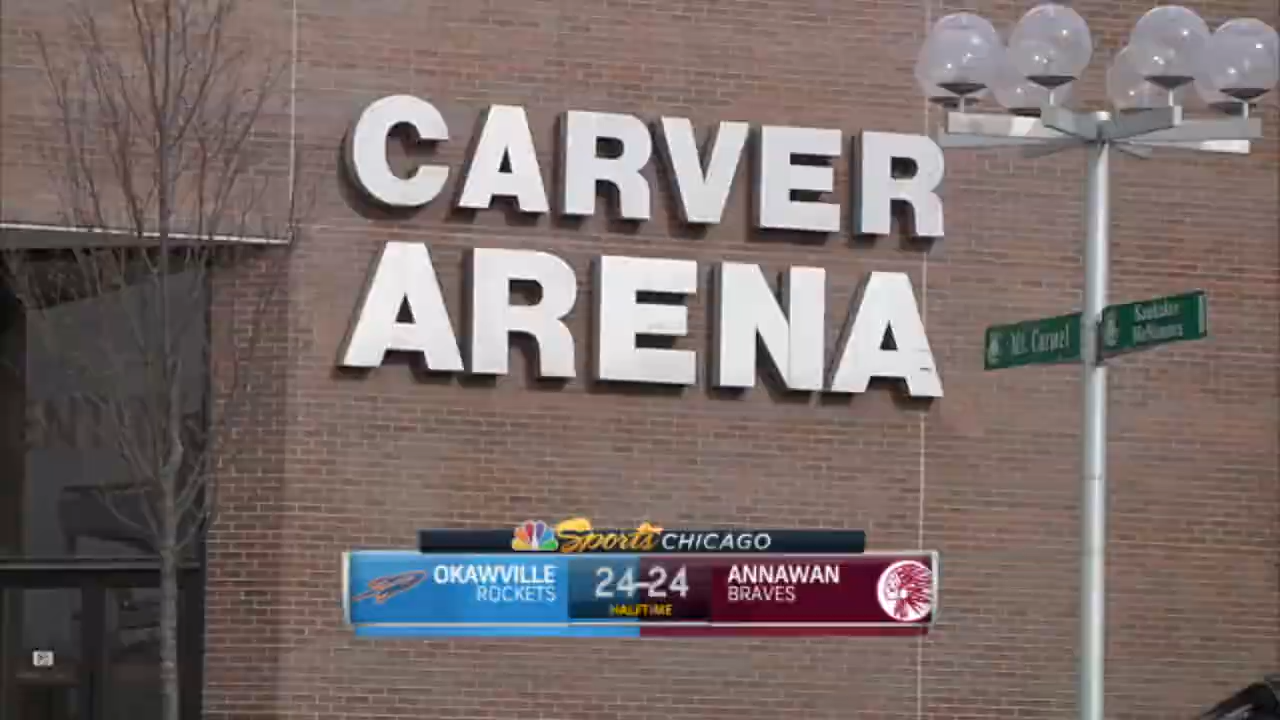 CARVER
ARENA
Mt. Carmel
Sports CHICAGO
OKAWVILLE
ROCKETS
24-24
HALFTIME
ANNAWAN
BRAVES